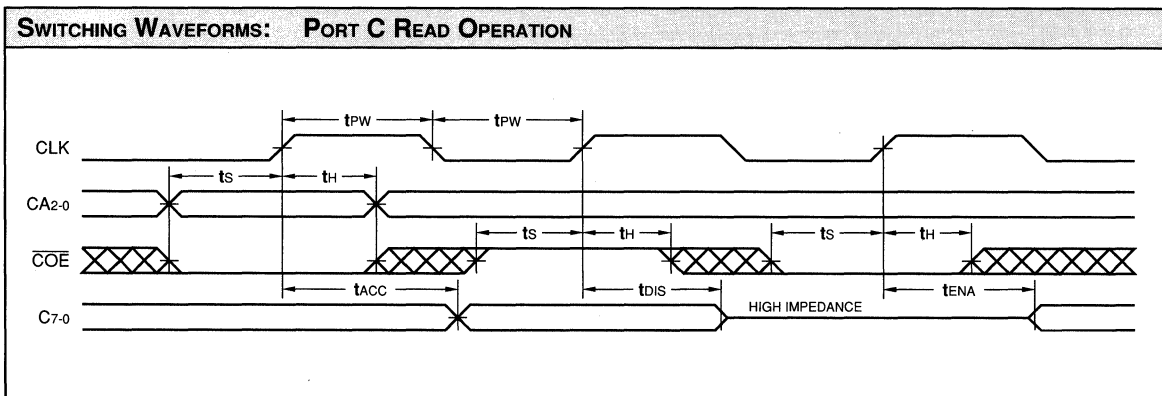 SWITCHING WAVEFORMS: PORT C READ OPERATION
tPW tPW
CLK
tS tH
CA2-0
tS tH tS tH
COE
tACC tDIS tENA
HIGH IMPEDANCE
C7-0